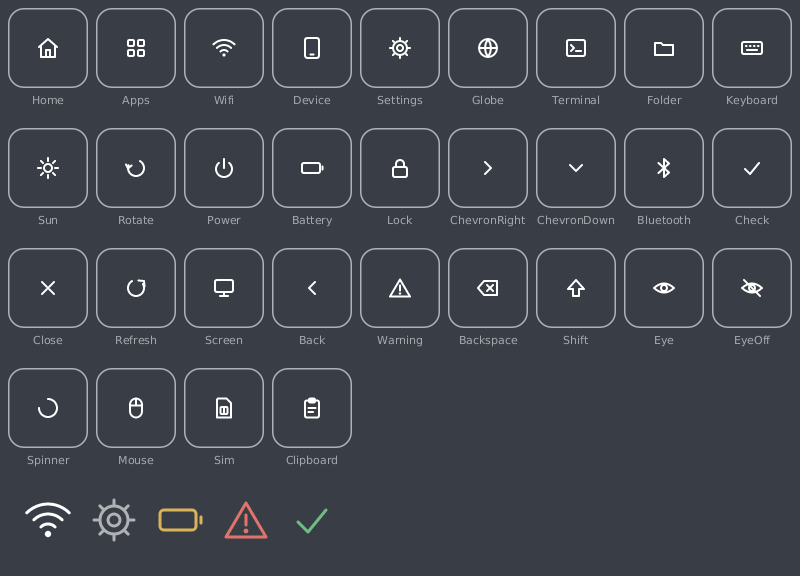 Home Apps Wifi Device Settings Globe Terminal Folder Keyboard
Sun Rotate Power Battery Lock ChevronRight ChevronDown Bluetooth Check
Close Refresh Screen Back Warning Backspace Shift Eye EyeOff
Spinner Mouse Sim Clipboard